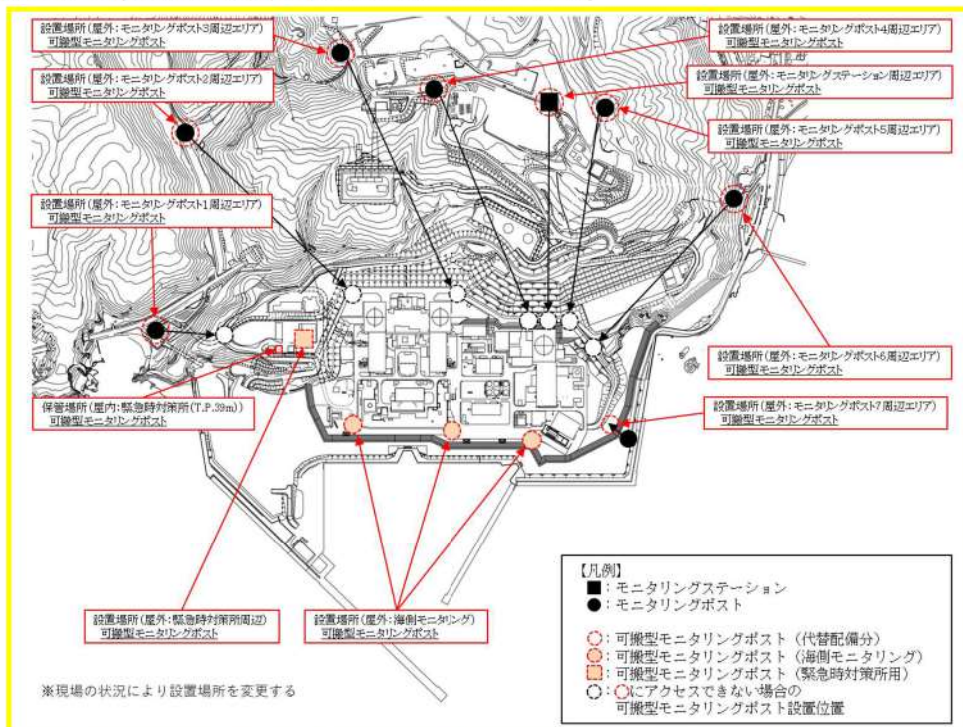 設置場所(屋外:モニタリングポスト3周辺エリア)
可搬型モニタリングポスト
設置場所(屋外:モニタリングポスト4周辺エリア)
可搬型モニタリングポスト
設置場所(屋外:モニタリングポスト2周辺エリア)
可搬型モニタリングポスト
設置場所(屋外:モニタリングステーション周辺エリア)
可搬型モニタリングポスト
設置場所(屋外:モニタリングポスト5周辺エリア)
可搬型モニタリングポスト
設置場所(屋外:モニタリングポスト1周辺エリア)
可搬型モニタリングポスト
設置場所(屋外:モニタリングポスト6周辺エリア)
可搬型モニタリングポスト
保管場所(屋内:緊急時対策所(T.P.39m))
可搬型モニタリングポスト
設置場所(屋外:モニタリングポスト7周辺エリア)
可搬型モニタリングポスト
設置場所(屋外:緊急時対策所周辺)
可搬型モニタリングポスト
設置場所(屋外:海側モニタリング)
可搬型モニタリングポスト
【凡例】
■:モニタリングステーション
●:モニタリングポスト
:可搬型モニタリングポスト(代替配備分)
:可搬型モニタリングポスト(海側モニタリング)
:可搬型モニタリングポスト(緊急時対策所用)
:にアクセスできない場合の
可搬型モニタリングポスト設置位置
※現場の状況により設置場所を変更する